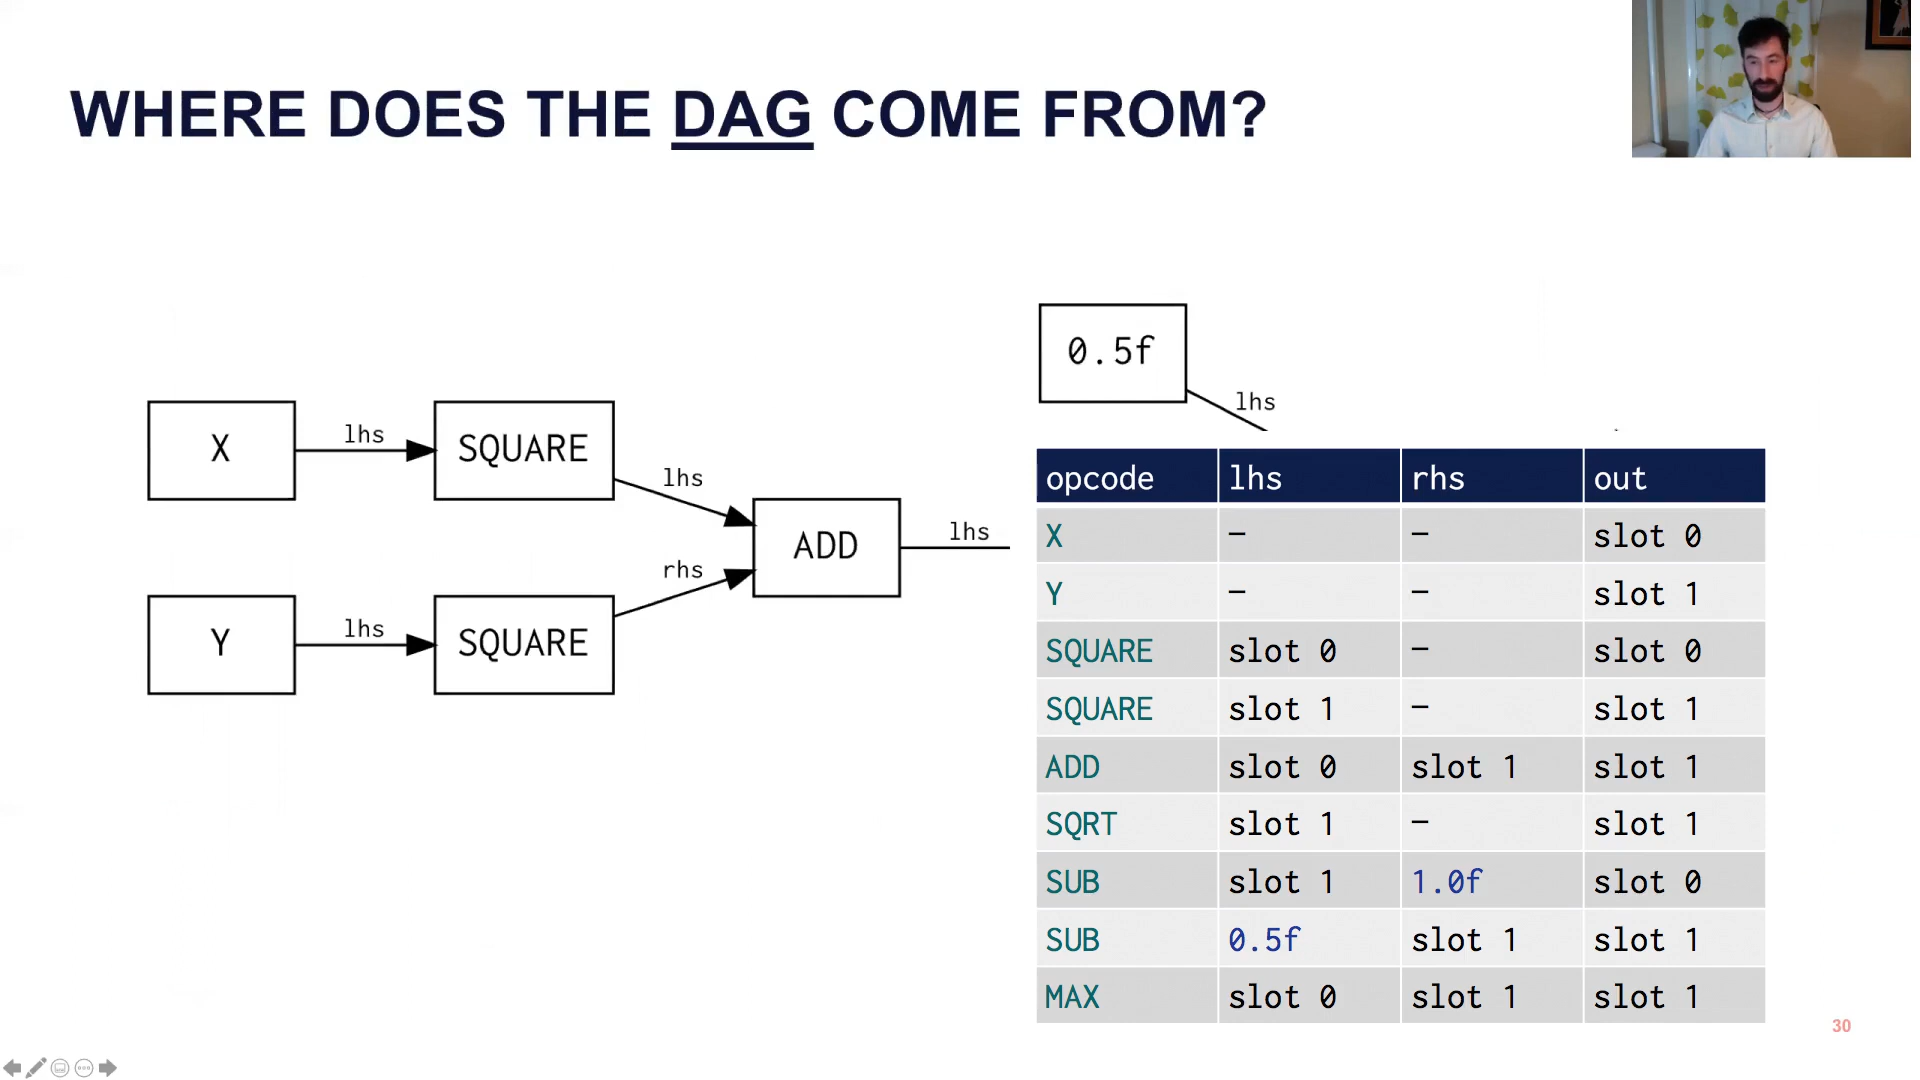 WHERE DOES THE DAG COME FROM?
0.5f
lhs
X
lhs
SQUARE
lhs
ADD
lhs
rhs
Y
lhs
SQUARE
opcode lhs rhs out
X – – slot 0
Y – – slot 1
SQUARE slot 0 – slot 0
SQUARE slot 1 – slot 1
ADD slot 0 slot 1 slot 1
SQRT slot 1 – slot 1
SUB slot 1 1.0f slot 0
SUB 0.5f slot 1 slot 1
MAX slot 0 slot 1 slot 1
30